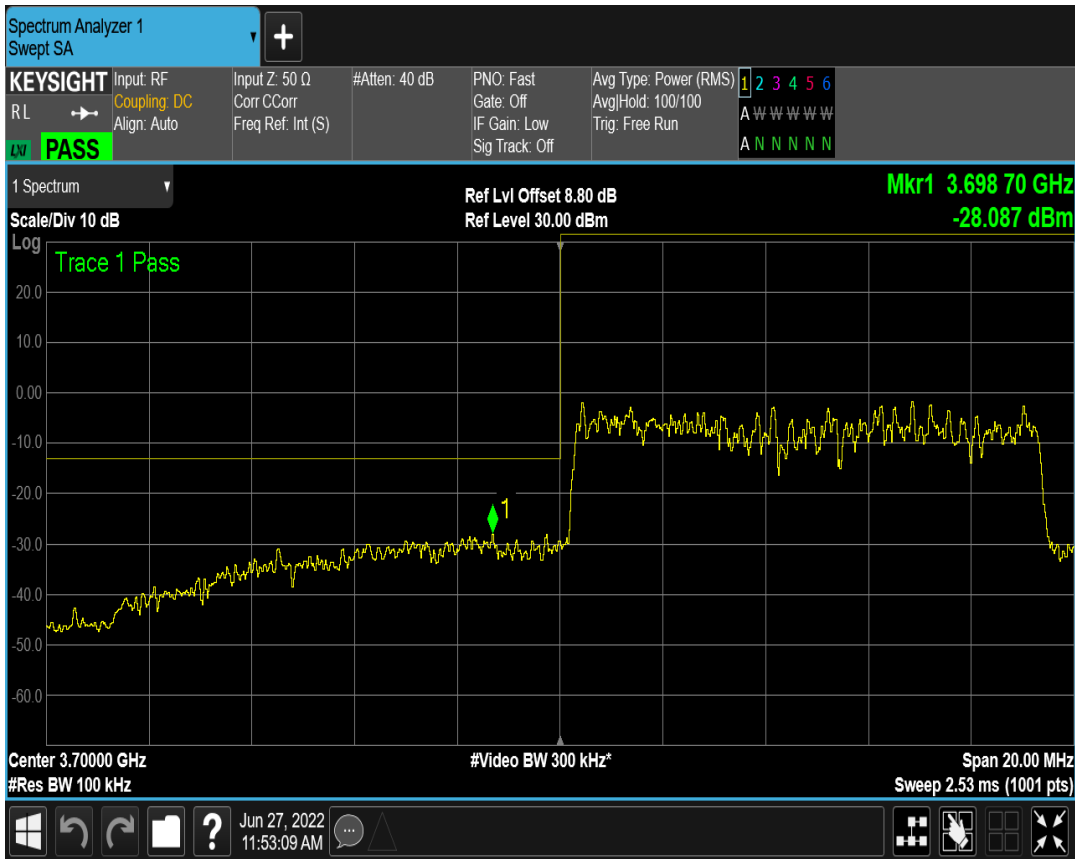 Spectrum Analyzer 1
Swept SA
KEYSIGHT
RL
LXI PASS
Input: RF
Coupling: DC
Align: Auto
Input Z: 50 Ω
Corr CCorr
Freq Ref: Int (S)
#Atten: 40 dB
PNO: Fast
Gate: Off
IF Gain: Low
Sig Track: Off
Avg Type: Power (RMS)
Avg|Hold: 100/100
Trig: Free Run
1 2 3 4 5 6
A W W W W W
A N N N N N
1 Spectrum
Scale/Div 10 dB
Ref Lvl Offset 8.80 dB
Ref Level 30.00 dBm
Mkr1 3.698 70 GHz
-28.087 dBm
Log
Trace 1 Pass
20.0
10.0
0.00
-10.0
-20.0
1
-30.0
-40.0
-50.0
-60.0
Center 3.70000 GHz
#Res BW 100 kHz
#Video BW 300 kHz*
Span 20.00 MHz
Sweep 2.53 ms (1001 pts)
?
Jun 27, 2022
11:53:09 AM